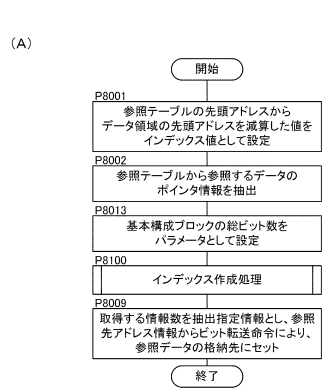 （A）
開始
P8001
参照テーブルの先頭アドレスから
データ領域の先頭アドレスを減算した値を
インデックス値として設定
P8002
参照テーブルから参照するデータの
ポインタ情報を抽出
P8013
基本構成ブロックの総ビット数を
パラメータとして設定
P8100
インデックス作成処理
P8009
取得する情報数を抽出指定情報とし、参照
先アドレス情報からビット転送命令により、
参照データの格納先にセット
終了